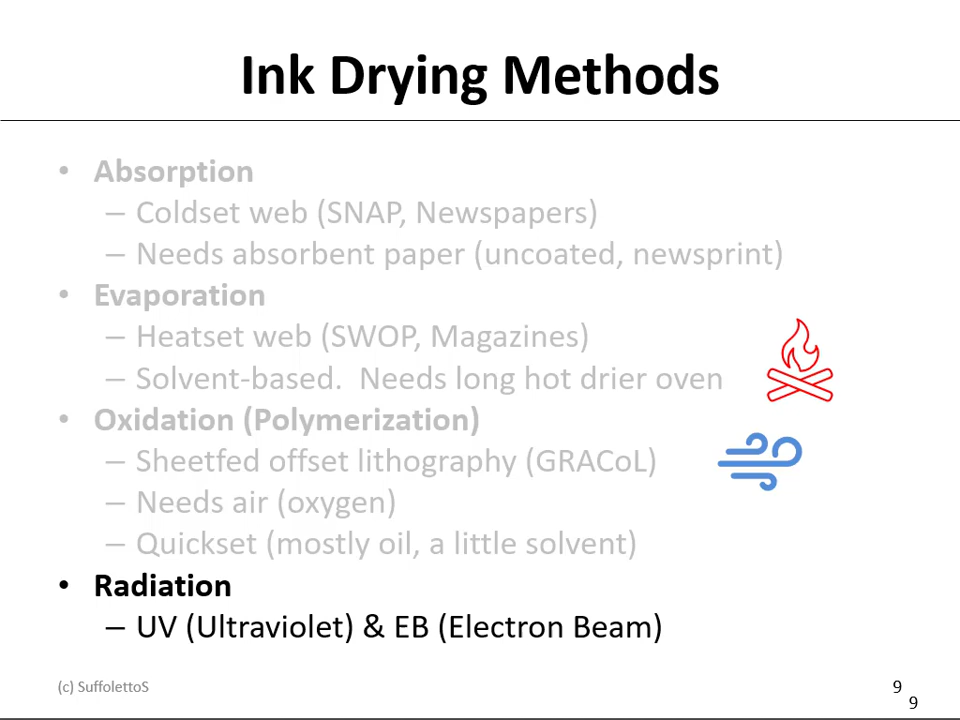 Ink Drying Methods
• Absorption
– Coldset web (SNAP, Newspapers)
– Needs absorbent paper (uncoated, newsprint)
• Evaporation
– Heatset web (SWOP, Magazines)
– Solvent-based.  Needs long hot drier oven
• Oxidation (Polymerization)
– Sheetfed offset lithography (GRACoL)
– Needs air (oxygen)
– Quickset (mostly oil, a little solvent)
• Radiation
– UV (Ultraviolet) & EB (Electron Beam)
(c) SuffolettoS
9
9